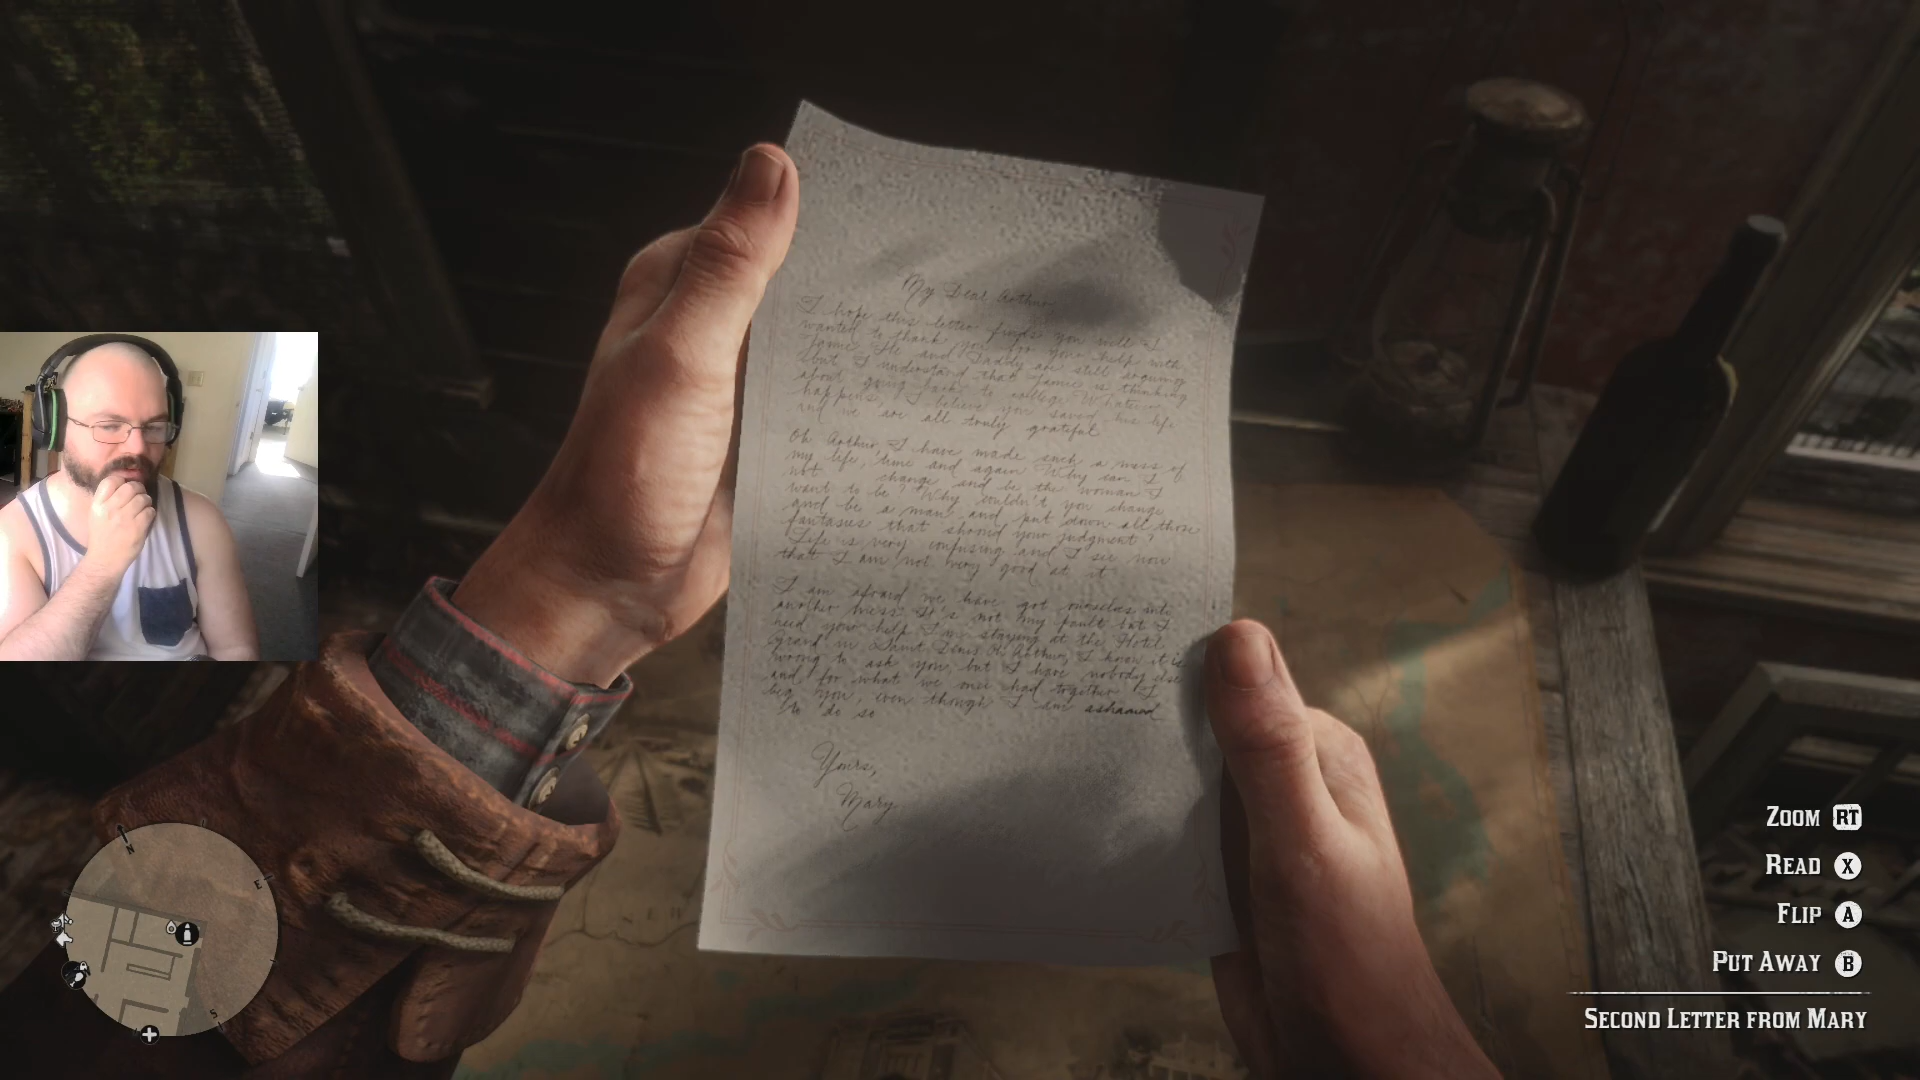 My Dear Arthur
I hope this letter finds you well. I
wanted to thank you for your help with
Jamie. He and Daddy are still arguing
but I understand that Jamie is thinking
about going back to college. Whatever
happens, I believe you saved his life
and we are all truly grateful.
Oh Arthur, I have made such a mess of
my life, time and again. Why can I
not change and be the woman I
want to be? Why couldn't you change
and be a man and put down all those
fantasies that shroud your judgment?
Life is very confusing and I see now
that I am not very good at it
I am afraid we have got ourselves into
another mess. It's not my fault but I
need your help. I'm staying at the Hotel
Grand in Saint Denis. Oh Arthur, I know it is
wrong to ask you but I have nobody else
and, for what we once had together I
beg you, even though I am ashamed
to do so
Yours,
Mary
N
E
S
ZOOM RT
READ X
FLIP A
PUT AWAY B
SECOND LETTER FROM MARY